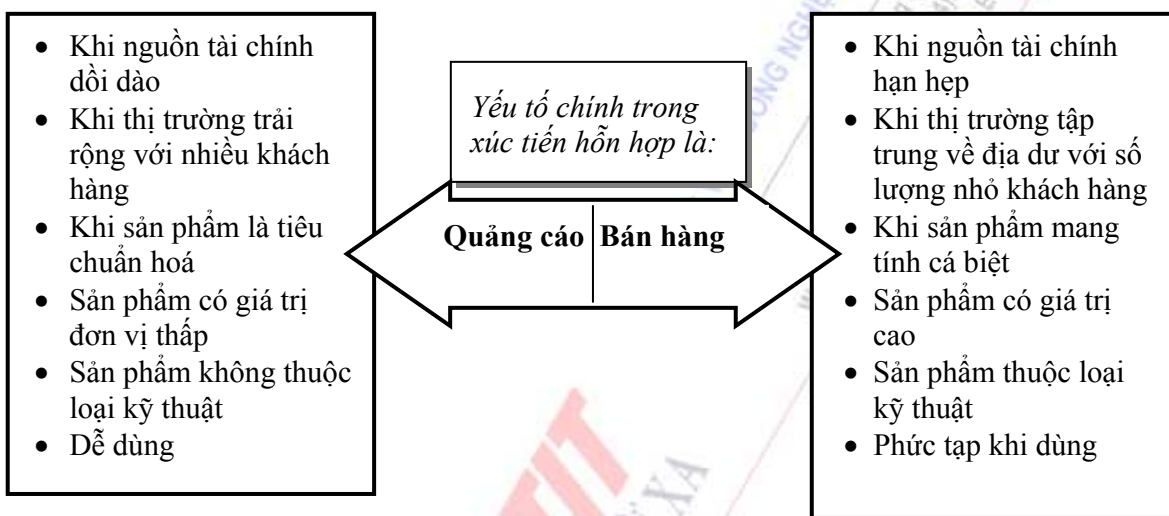 • Khi nguồn tài chính
dồi dào
• Khi thị trường trải
rộng với nhiều khách
hàng
• Khi sản phẩm là tiêu
chuẩn hoá
• Sản phẩm có giá trị
đơn vị thấp
• Sản phẩm không thuộc
loại kỹ thuật
• Dễ dùng
Yếu tố chính trong
xúc tiến hỗn hợp là:
Quảng cáo Bán hàng
• Khi nguồn tài chính
hạn hẹp
• Khi thị trường tập
trung về địa dư với số
lượng nhỏ khách hàng
• Khi sản phẩm mang
tính cá biệt
• Sản phẩm có giá trị
cao
• Sản phẩm thuộc loại
kỹ thuật
• Phức tạp khi dùng